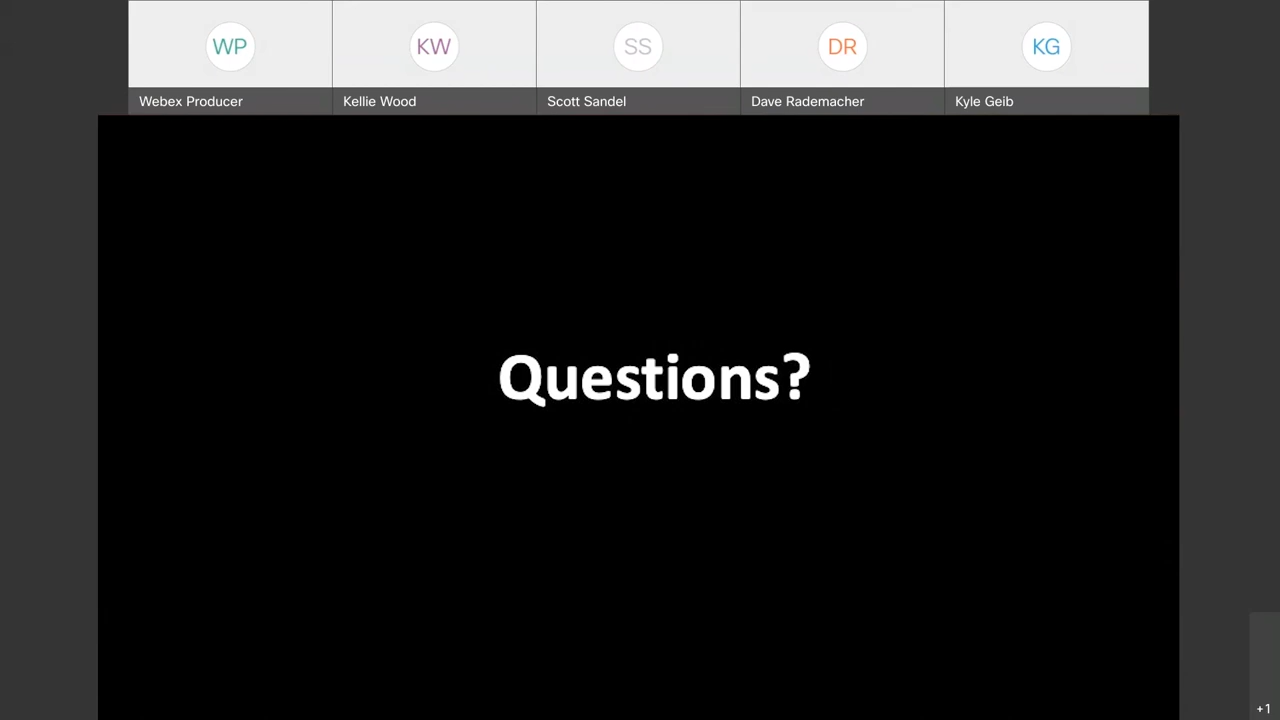 WP KW SS DR KG
Webex Producer Kellie Wood Scott Sandel Dave Rademacher Kyle Geib
Questions?
+1